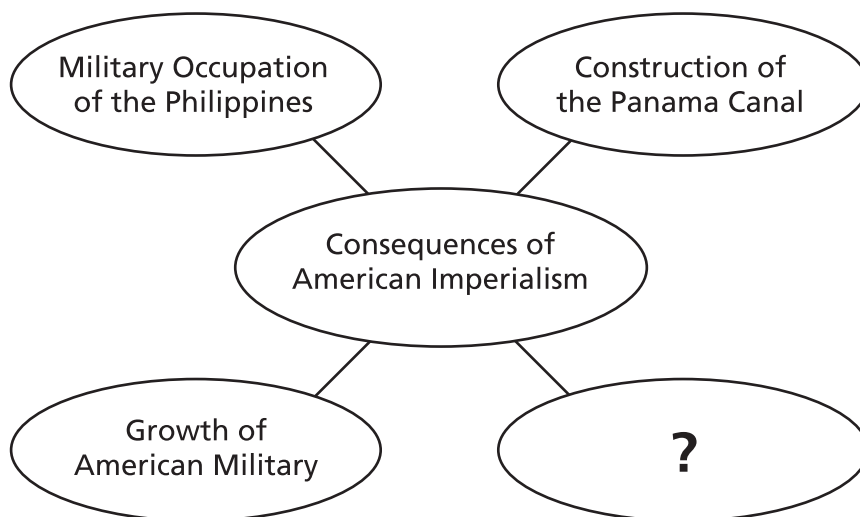 Military Occupation
of the Philippines
Construction of
the Panama Canal
Consequences of
American Imperialism
Growth of
American Military
?